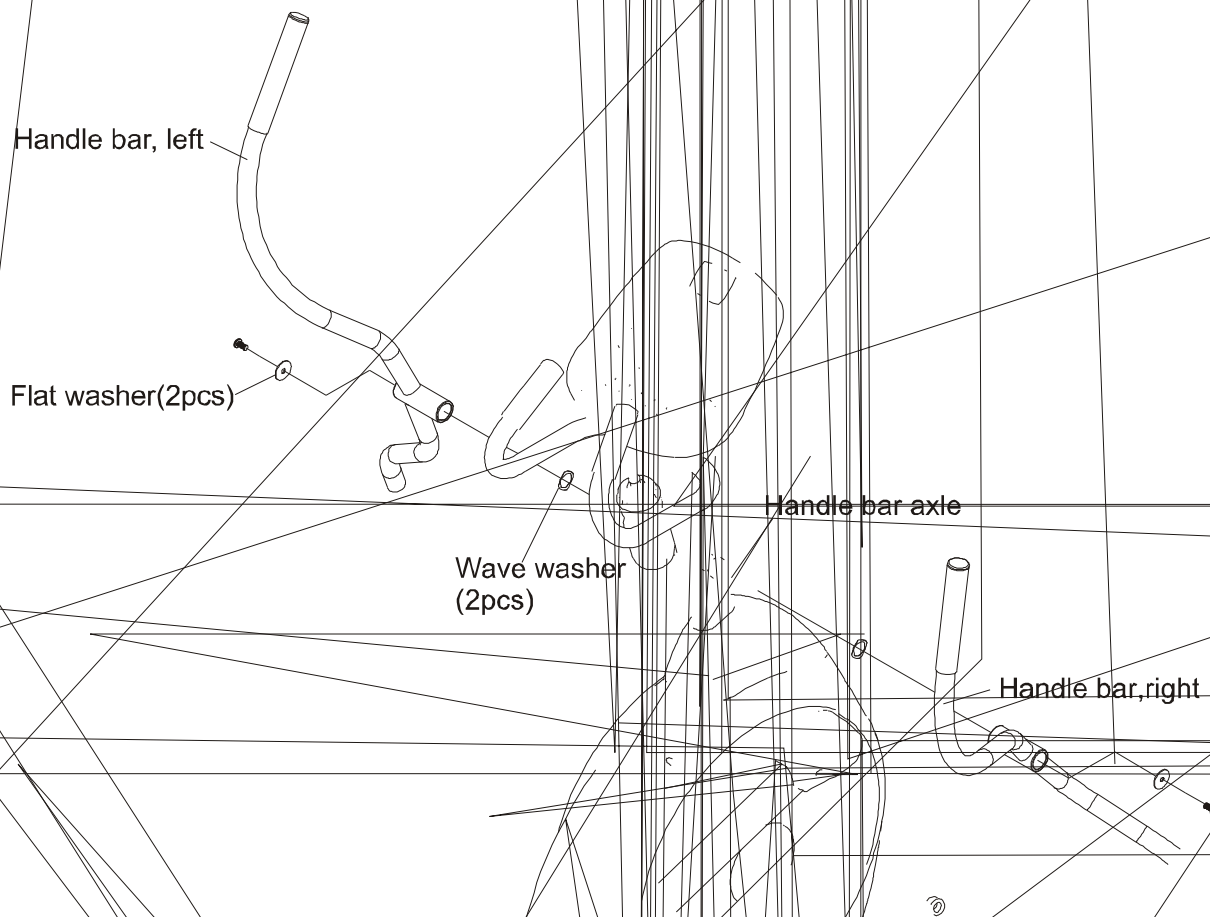 Handle bar, left
Flat washer(2pcs)
Handle bar axle
Wave washer
(2pcs)
Handle bar,right